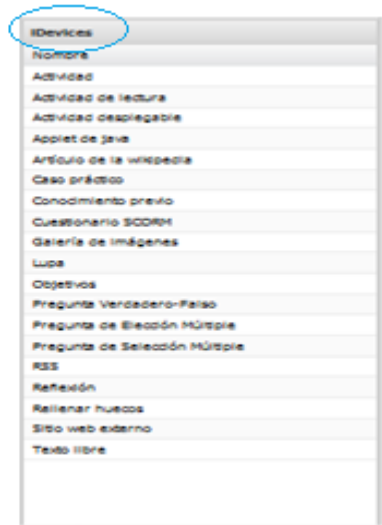 iDevices
Nombre
Actividad
Actividad de lectura
Actividad desplegable
Applet de java
Artículo de la wikipedia
Caso práctico
Conocimiento previo
Cuestionario SCORM
Galería de Imágenes
Lupa
Objetivos
Pregunta Verdadero-Falso
Pregunta de Elección Múltiple
Pregunta de Selección Múltiple
RSS
Reflexión
Rellenar huecos
Sitio web externo
Texto libre